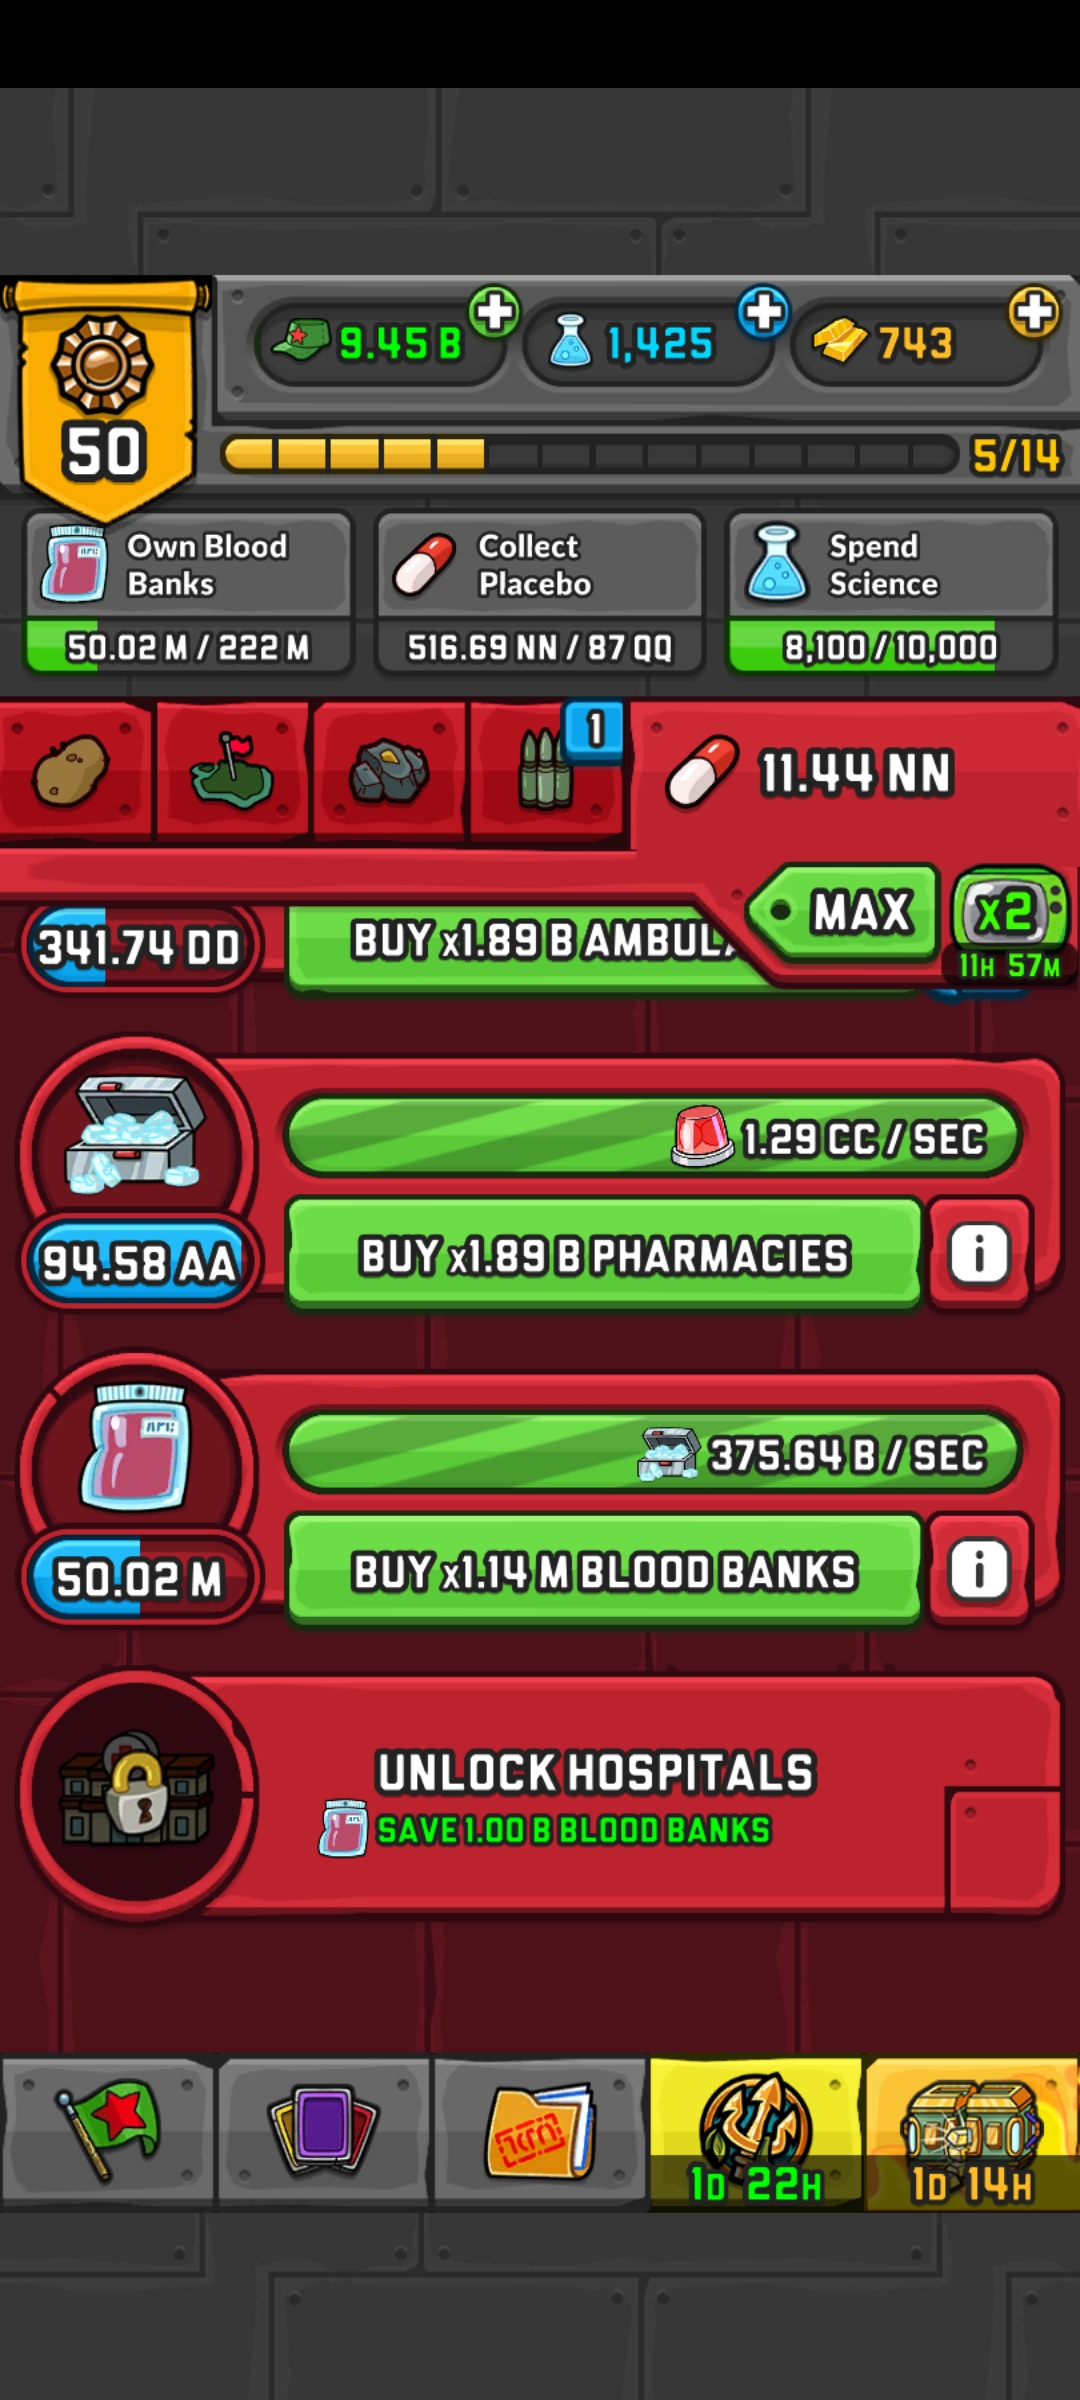 9.45 B
1,425
743
50
5/14
Own Blood
Banks
50.02 M / 222 M
Collect
Placebo
516.69 NN / 87 QQ
Spend
Science
8,100 / 10,000
1
11.44 NN
MAX
x2
11H 57M
341.74 DD
BUY x1.89 B AMBUL
1.29 CC / SEC
94.58 AA
BUY x1.89 B PHARMACIES
i
375.64 B / SEC
50.02 M
BUY x1.14 M BLOOD BANKS
i
UNLOCK HOSPITALS
SAVE 1.00 B BLOOD BANKS
1D 22H
1D 14H